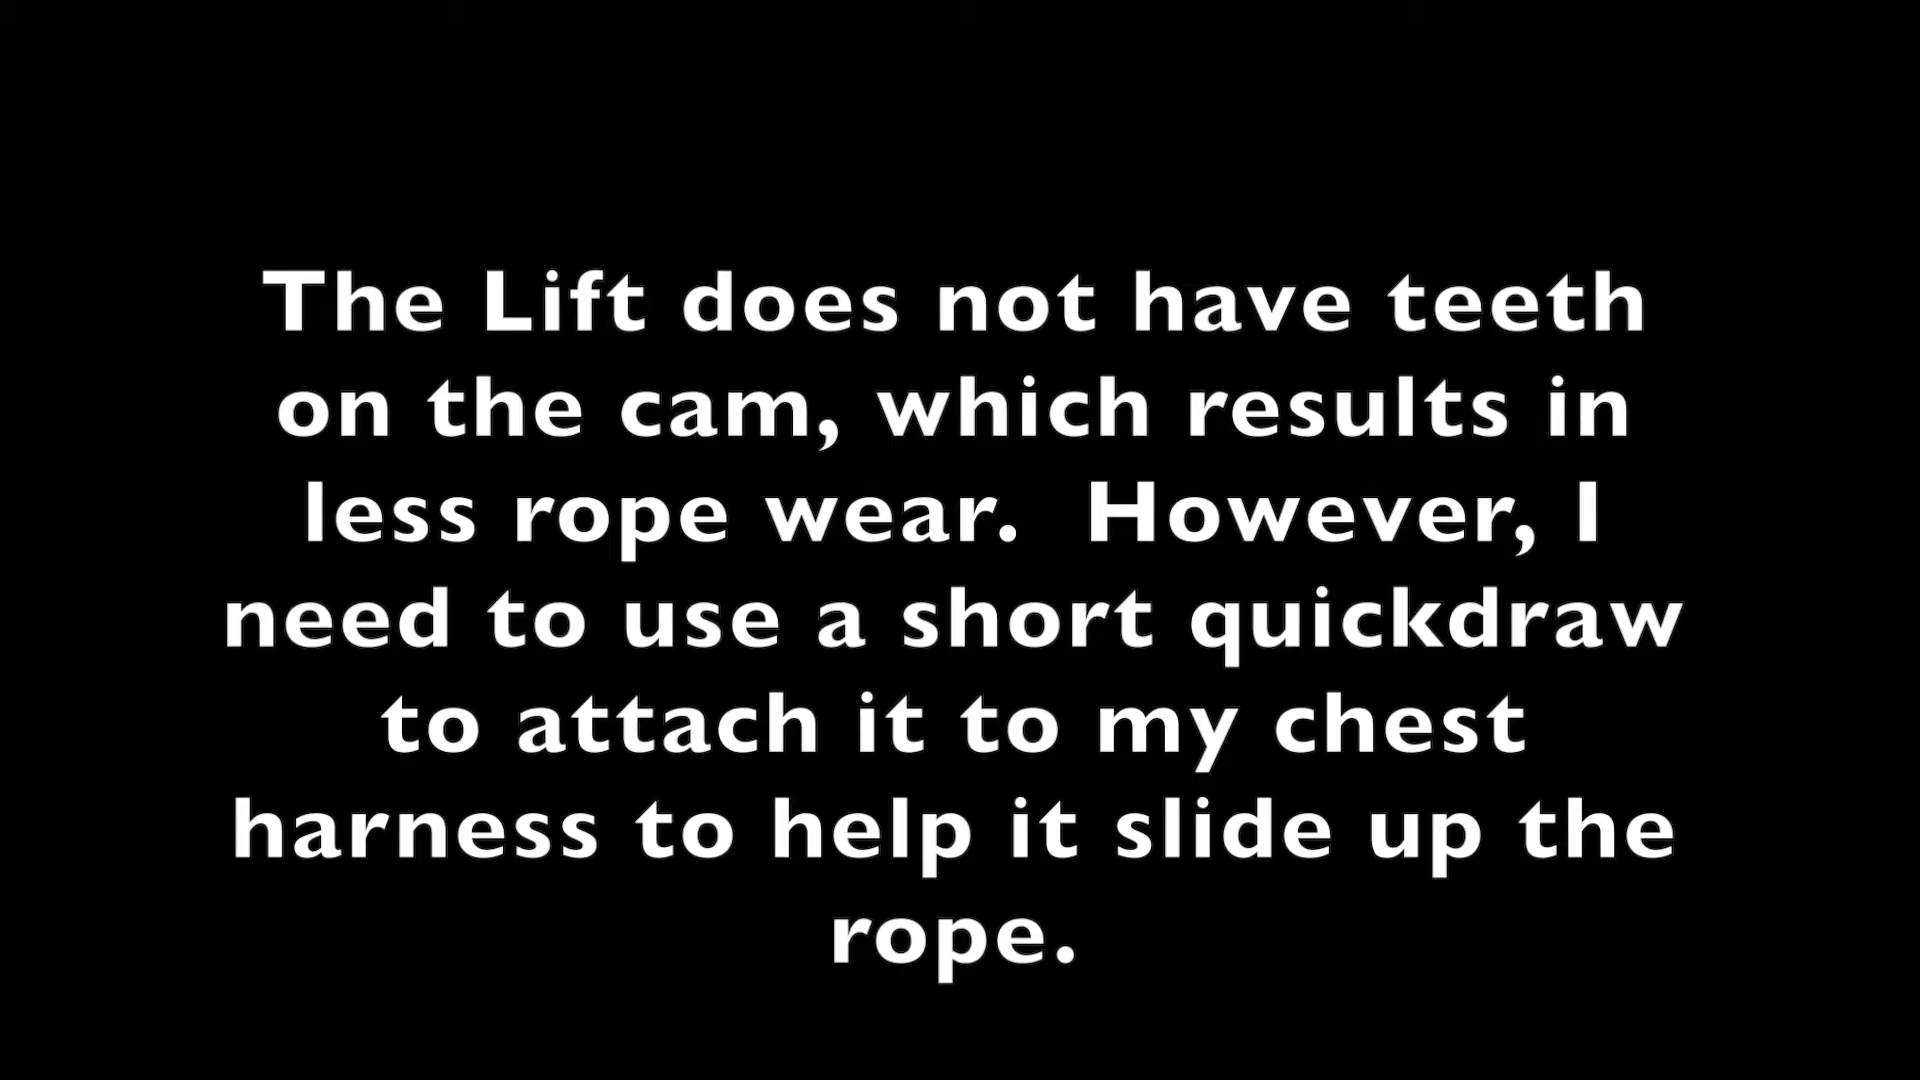 The Lift does not have teeth
on the cam, which results in
less rope wear.  However, I
need to use a short quickdraw
to attach it to my chest
harness to help it slide up the
rope.